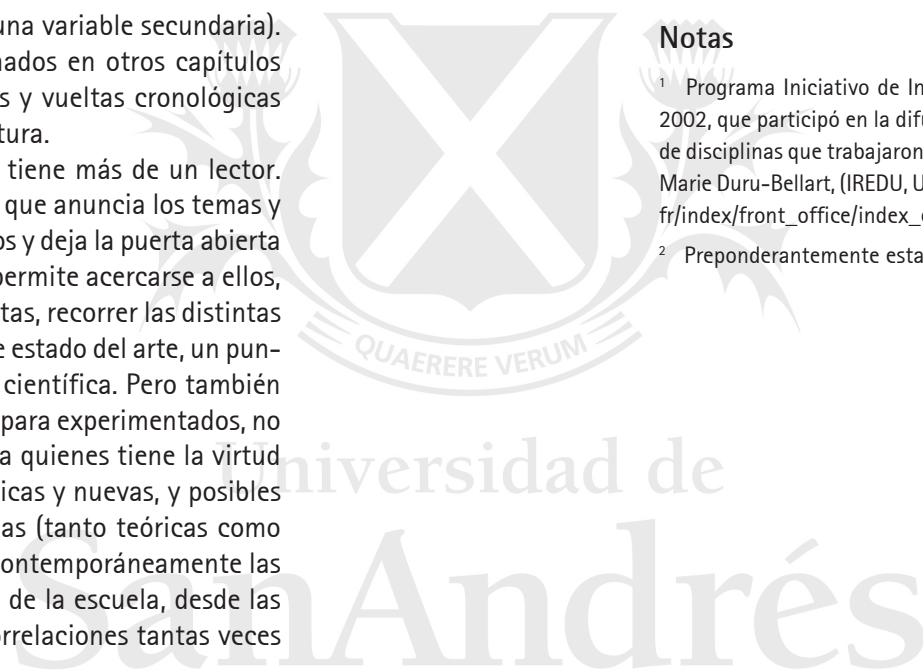 una variable secundaria).
nados en otros capítulos
s y vueltas cronológicas
tura.
tiene más de un lector.
que anuncia los temas y
os y deja la puerta abierta
permite acercarse a ellos,
tas, recorrer las distintas
e estado del arte, un pun-
científica. Pero también
para experimentados, no
a quienes tiene la virtud
icas y nuevas, y posibles
as (tanto teóricas como
ontemporáneamente las
de la escuela, desde las
orrelaciones tantas veces
Notas
1 Programa Iniciativo de In
2002, que participó en la difu
de disciplinas que trabajaron
Marie Duru-Bellart, (IREDU, U
fr/index/front_office/index_
2 Preponderantemente esta
QUAERERE VERUM
Universidad de
SanAndrés